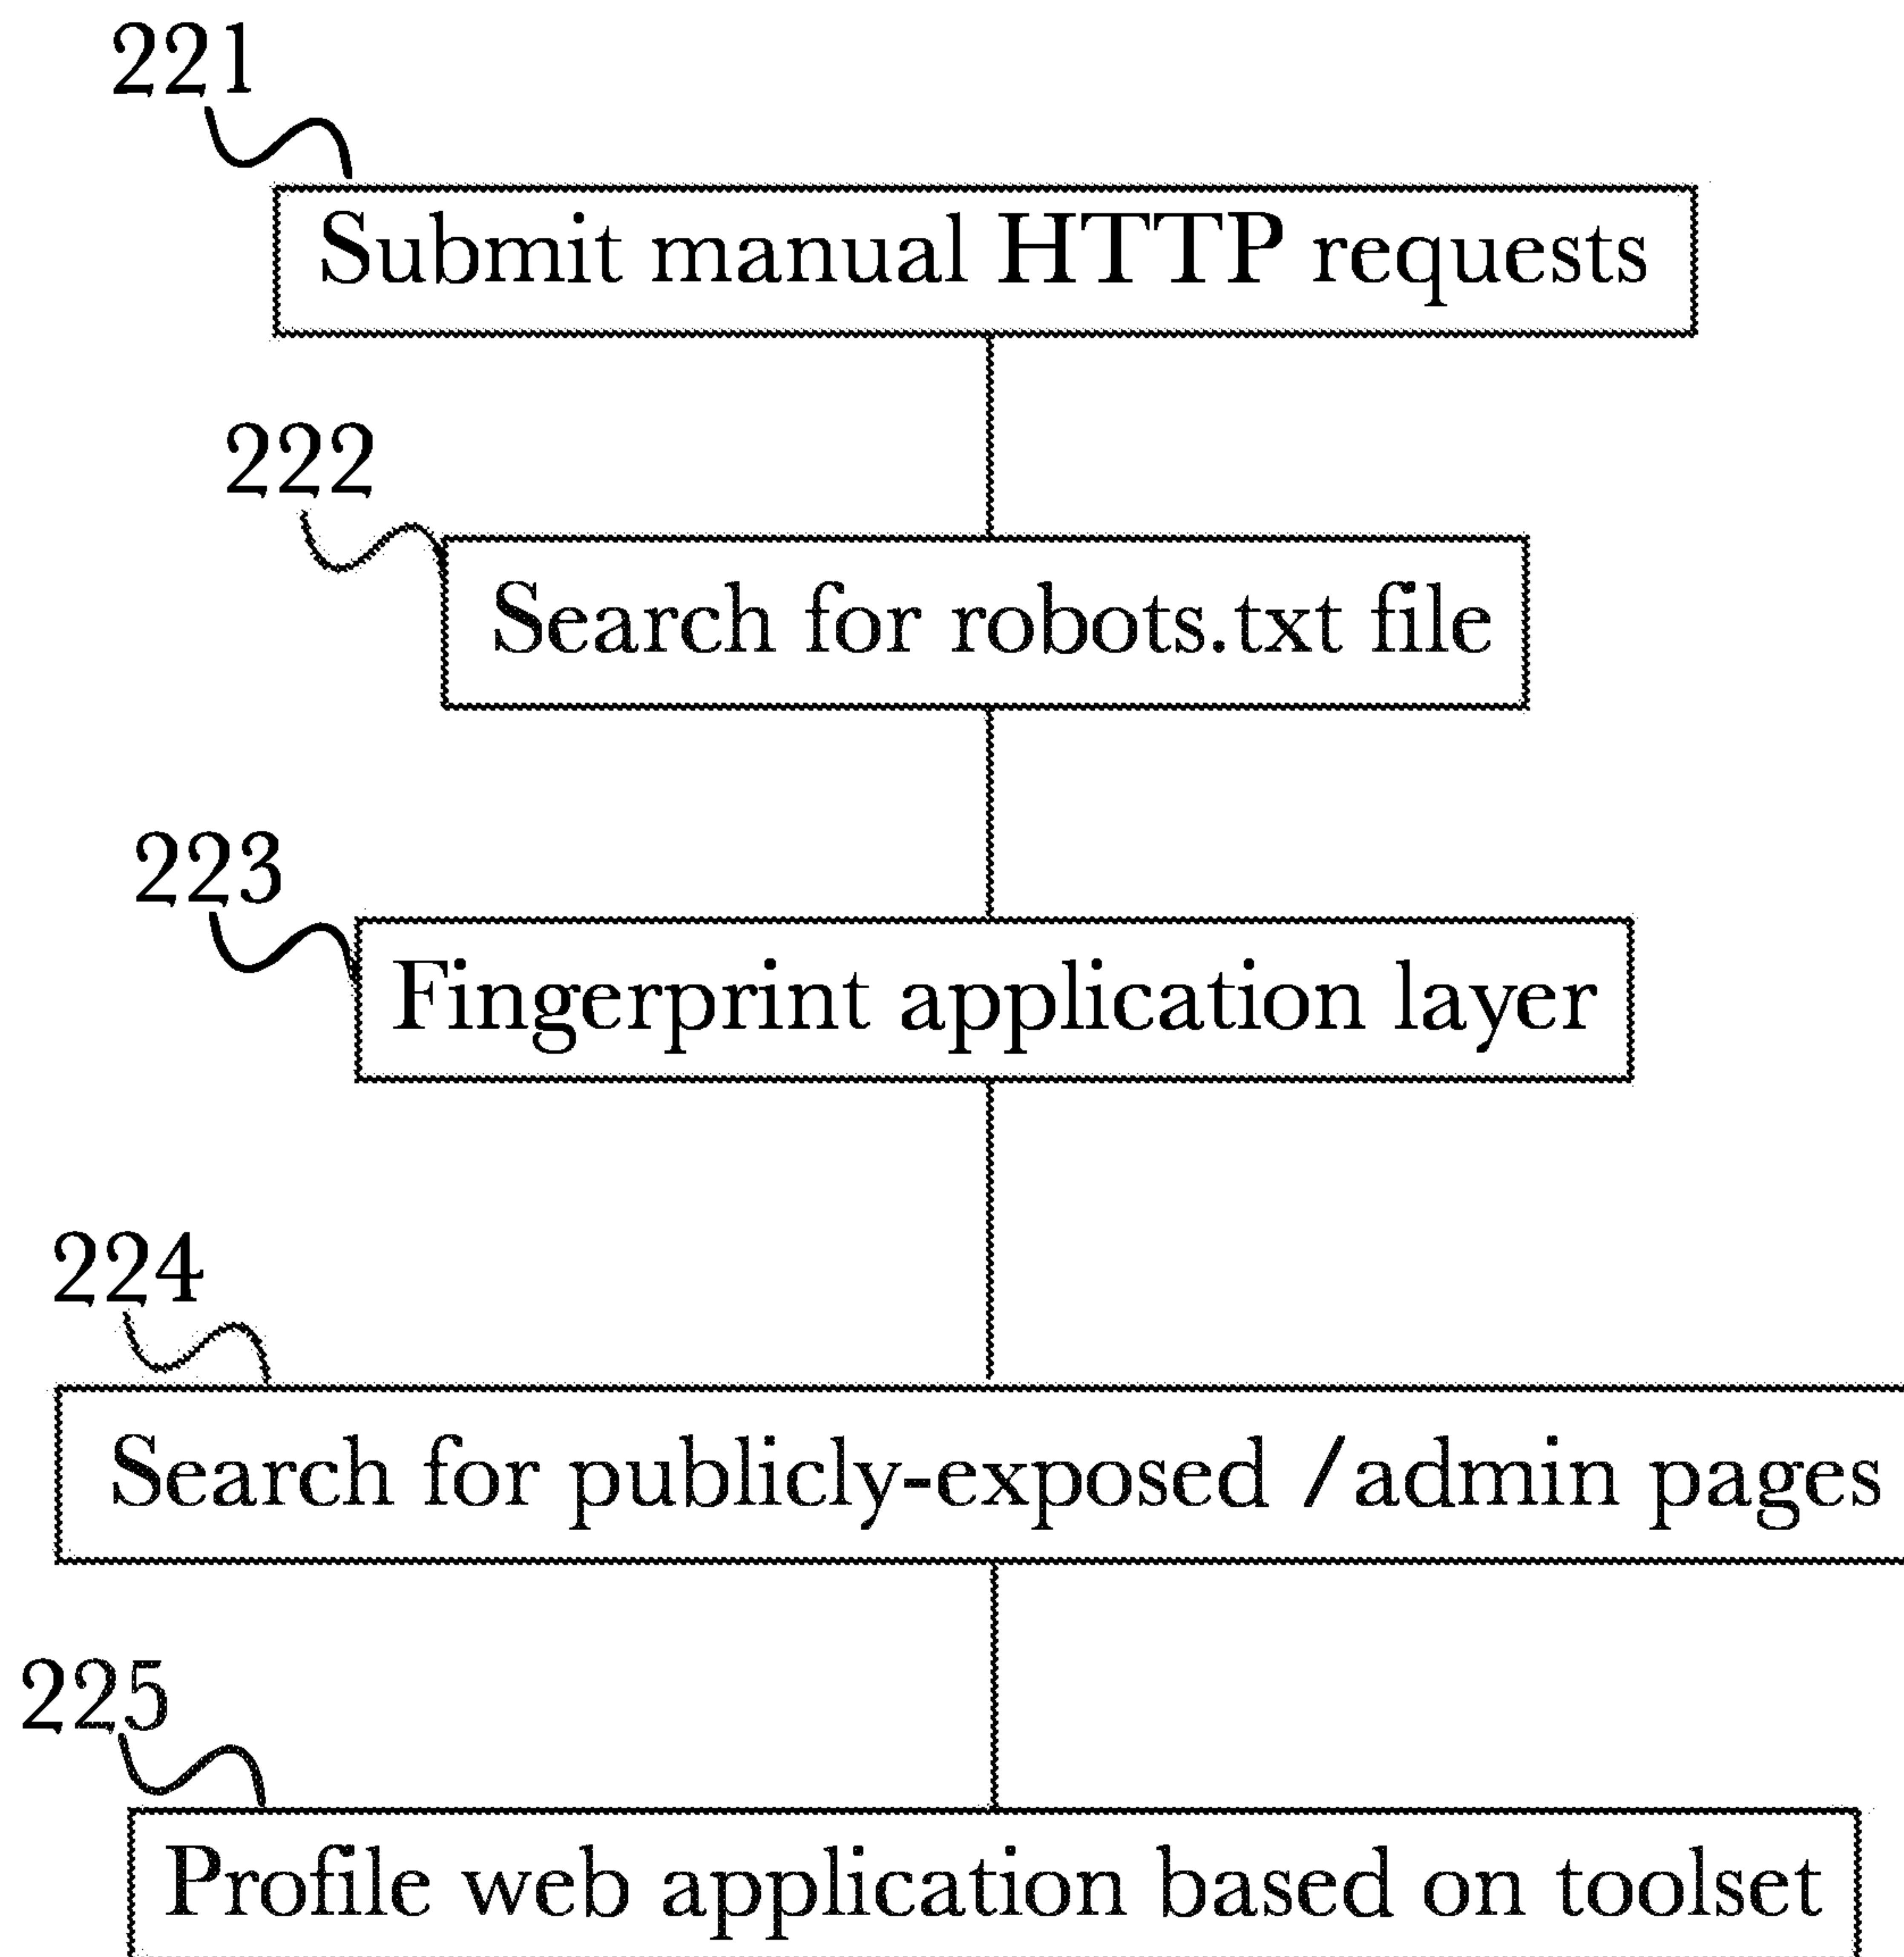 221
Submit manual HTTP requests
222
Search for robots.txt file
223
Fingerprint application layer
224
Search for publicly-exposed /admin pages
225
Profile web application based on toolset